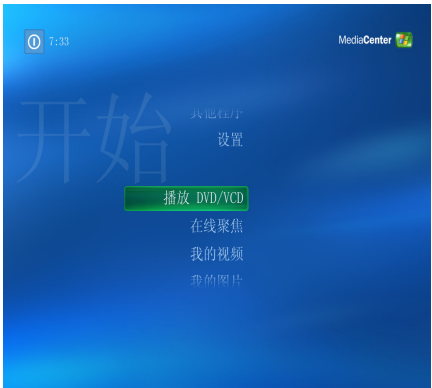 7:33
MediaCenter
开始
其他程序
设置
播放 DVD/VCD
在线聚焦
我的视频
我的图片